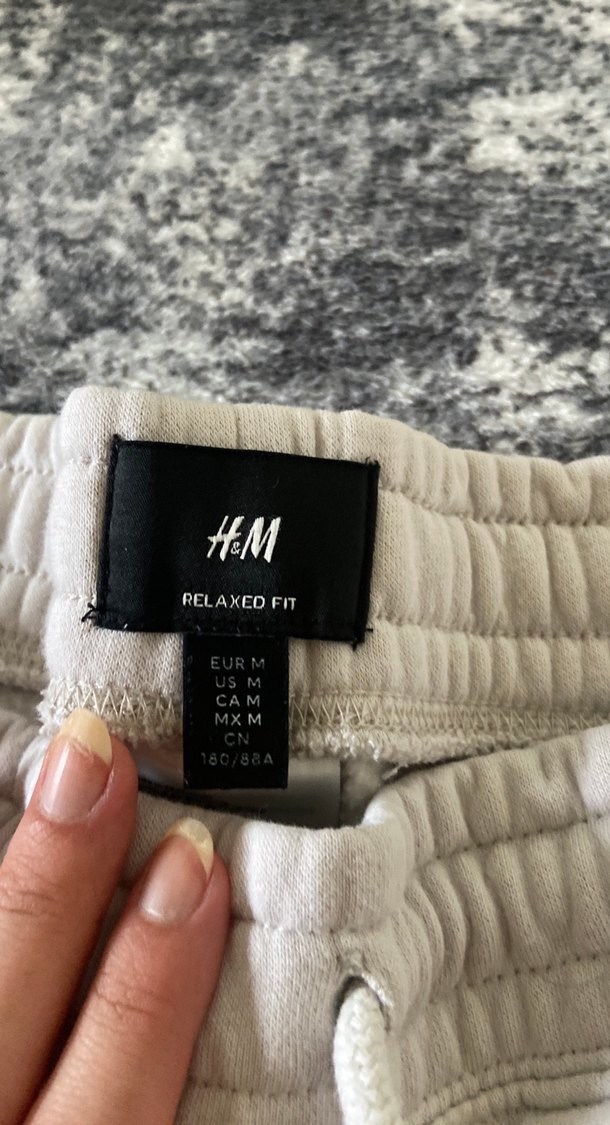 H&M
RELAXED FIT
EUR M
US M
CA M
MX M
CN
180/88A